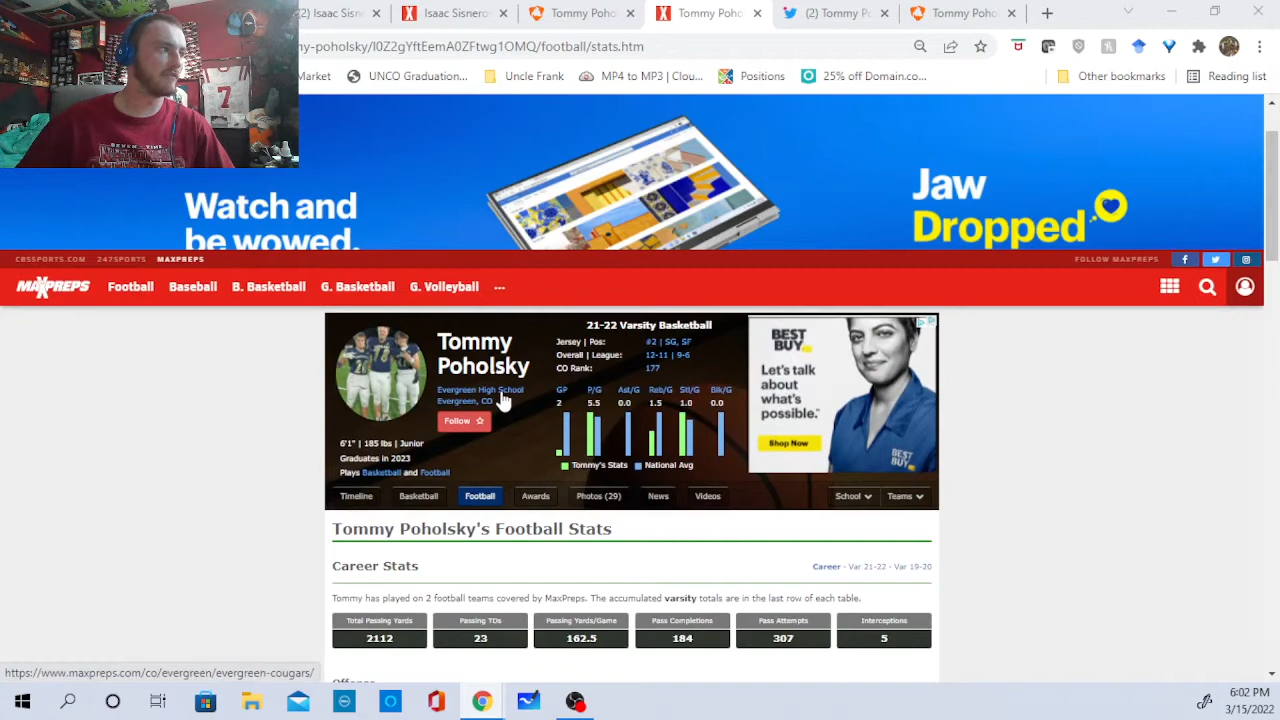 (2) Isaac
Isaac Sisneros
Tommy Poho
Tommy Poho
(2) Tommy Po
Tommy Poho
my-poholsky/I0Z2gYftEemA0ZFtwg1OMQ/football/stats.htm
Market
UNCO Graduation...
Uncle Frank
MP4 to MP3 | Clou...
Positions
25% off Domain.co...
Other bookmarks
Reading list
7
Watch and
be wowed.
Jaw
Dropped
CBSSPORTS.COM 247SPORTS MAXPREPS
FOLLOW MAXPREPS
MAXPREPS Football Baseball B. Basketball G. Basketball G. Volleyball ...
Tommy
Poholsky
Evergreen High School
Evergreen, CO
Follow
6'1" | 185 lbs | Junior
Graduates in 2023
Plays Basketball and Football
21-22 Varsity Basketball
Jersey | Pos: #2 | SG, SF
Overall | League: 12-11 | 9-6
CO Rank: 177
GP P/G Ast/G Reb/G Stl/G Blk/G
2 5.5 0.0 1.5 1.0 0.0
Tommy's Stats National Avg
BEST
BUY
Let's talk
about
what's
possible.
Shop Now
BEST
BUY
Timeline Basketball Football Awards Photos (29) News Videos School Teams
Tommy Poholsky's Football Stats
Career Stats
Career - Var 21-22 - Var 19-20
Tommy has played on 2 football teams covered by MaxPreps. The accumulated varsity totals are in the last row of each table.
Total Passing Yards Passing TDs Passing Yards/Game Pass Completions Pass Attempts Interceptions
2112 23 162.5 184 307 5
Offense
https://www.maxpreps.com/co/evergreen/evergreen-cougars/
6:02 PM
3/15/2022